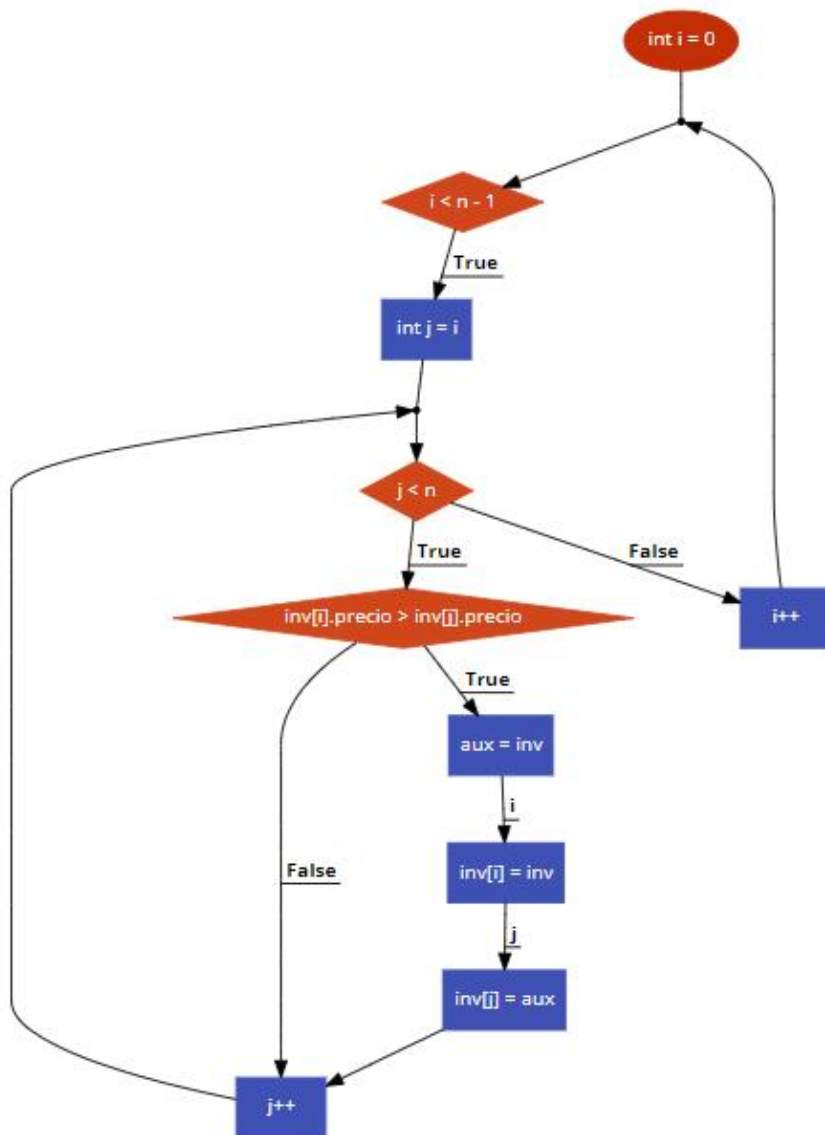 int i = 0
i < n - 1
True
int j = i
j < n
True
False
inv[i].precio > inv[j].precio
i++
True
aux = inv
i
False
inv[i] = inv
j
inv[j] = aux
j++